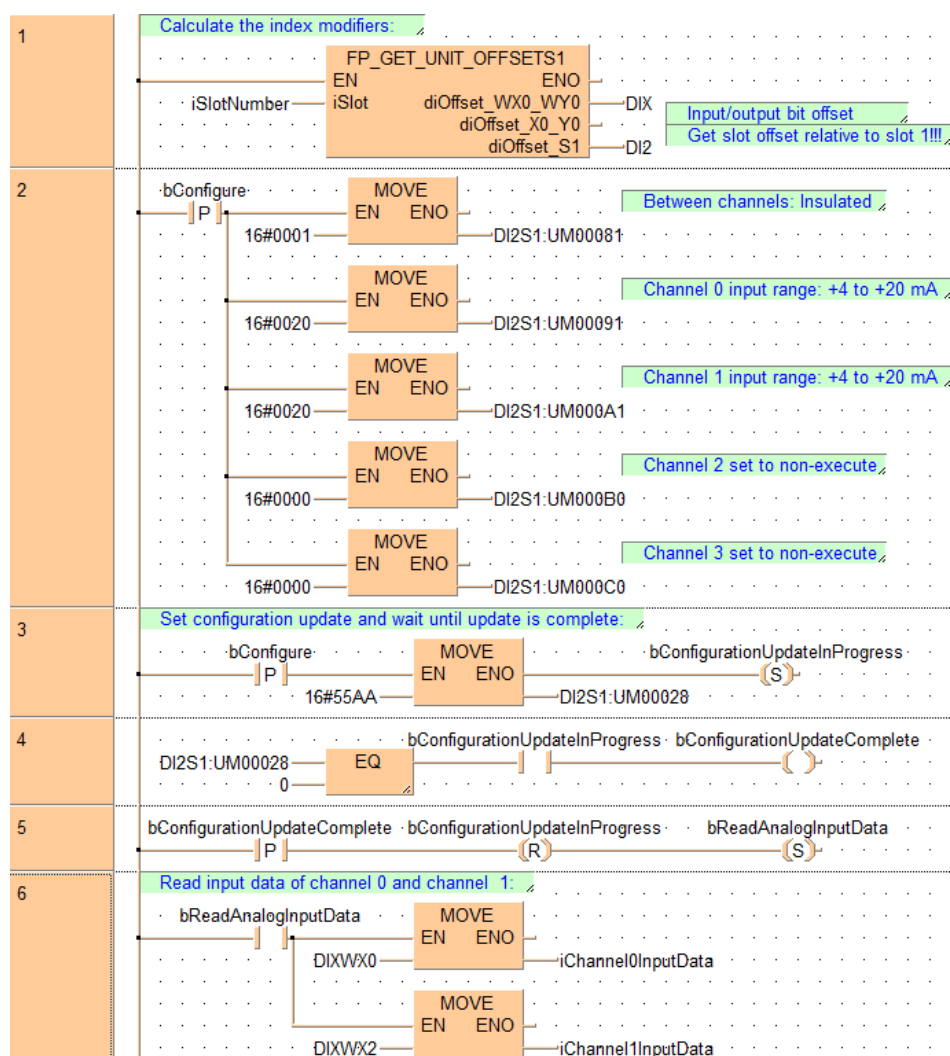 1
Calculate the index modifiers:
FP_GET_UNIT_OFFSETS1
EN ENO
iSlotNumber iSlot diOffset_WX0_WY0 DIX
Input/output bit offset
diOffset_X0_Y0
Get slot offset relative to slot 1!!!
diOffset_S1 DI2
2
bConfigure MOVE
Between channels: Insulated
P EN ENO
16#0001 DI2S1:UM00081
MOVE
Channel 0 input range: +4 to +20 mA
EN ENO
16#0020 DI2S1:UM00091
MOVE
Channel 1 input range: +4 to +20 mA
EN ENO
16#0020 DI2S1:UM000A1
MOVE
Channel 2 set to non-execute
EN ENO
16#0000 DI2S1:UM000B0
MOVE
Channel 3 set to non-execute
EN ENO
16#0000 DI2S1:UM000C0
3
Set configuration update and wait until update is complete:
bConfigure MOVE bConfigurationUpdateInProgress
P EN ENO S
16#55AA DI2S1:UM00028
4
bConfigurationUpdateInProgress bConfigurationUpdateComplete
DI2S1:UM00028 EQ
0
5
bConfigurationUpdateComplete bConfigurationUpdateInProgress bReadAnalogInputData
P R S
6
Read input data of channel 0 and channel 1:
bReadAnalogInputData MOVE
EN ENO
DIXWX0 iChannel0InputData
MOVE
EN ENO
DIXWX2 iChannel1InputData